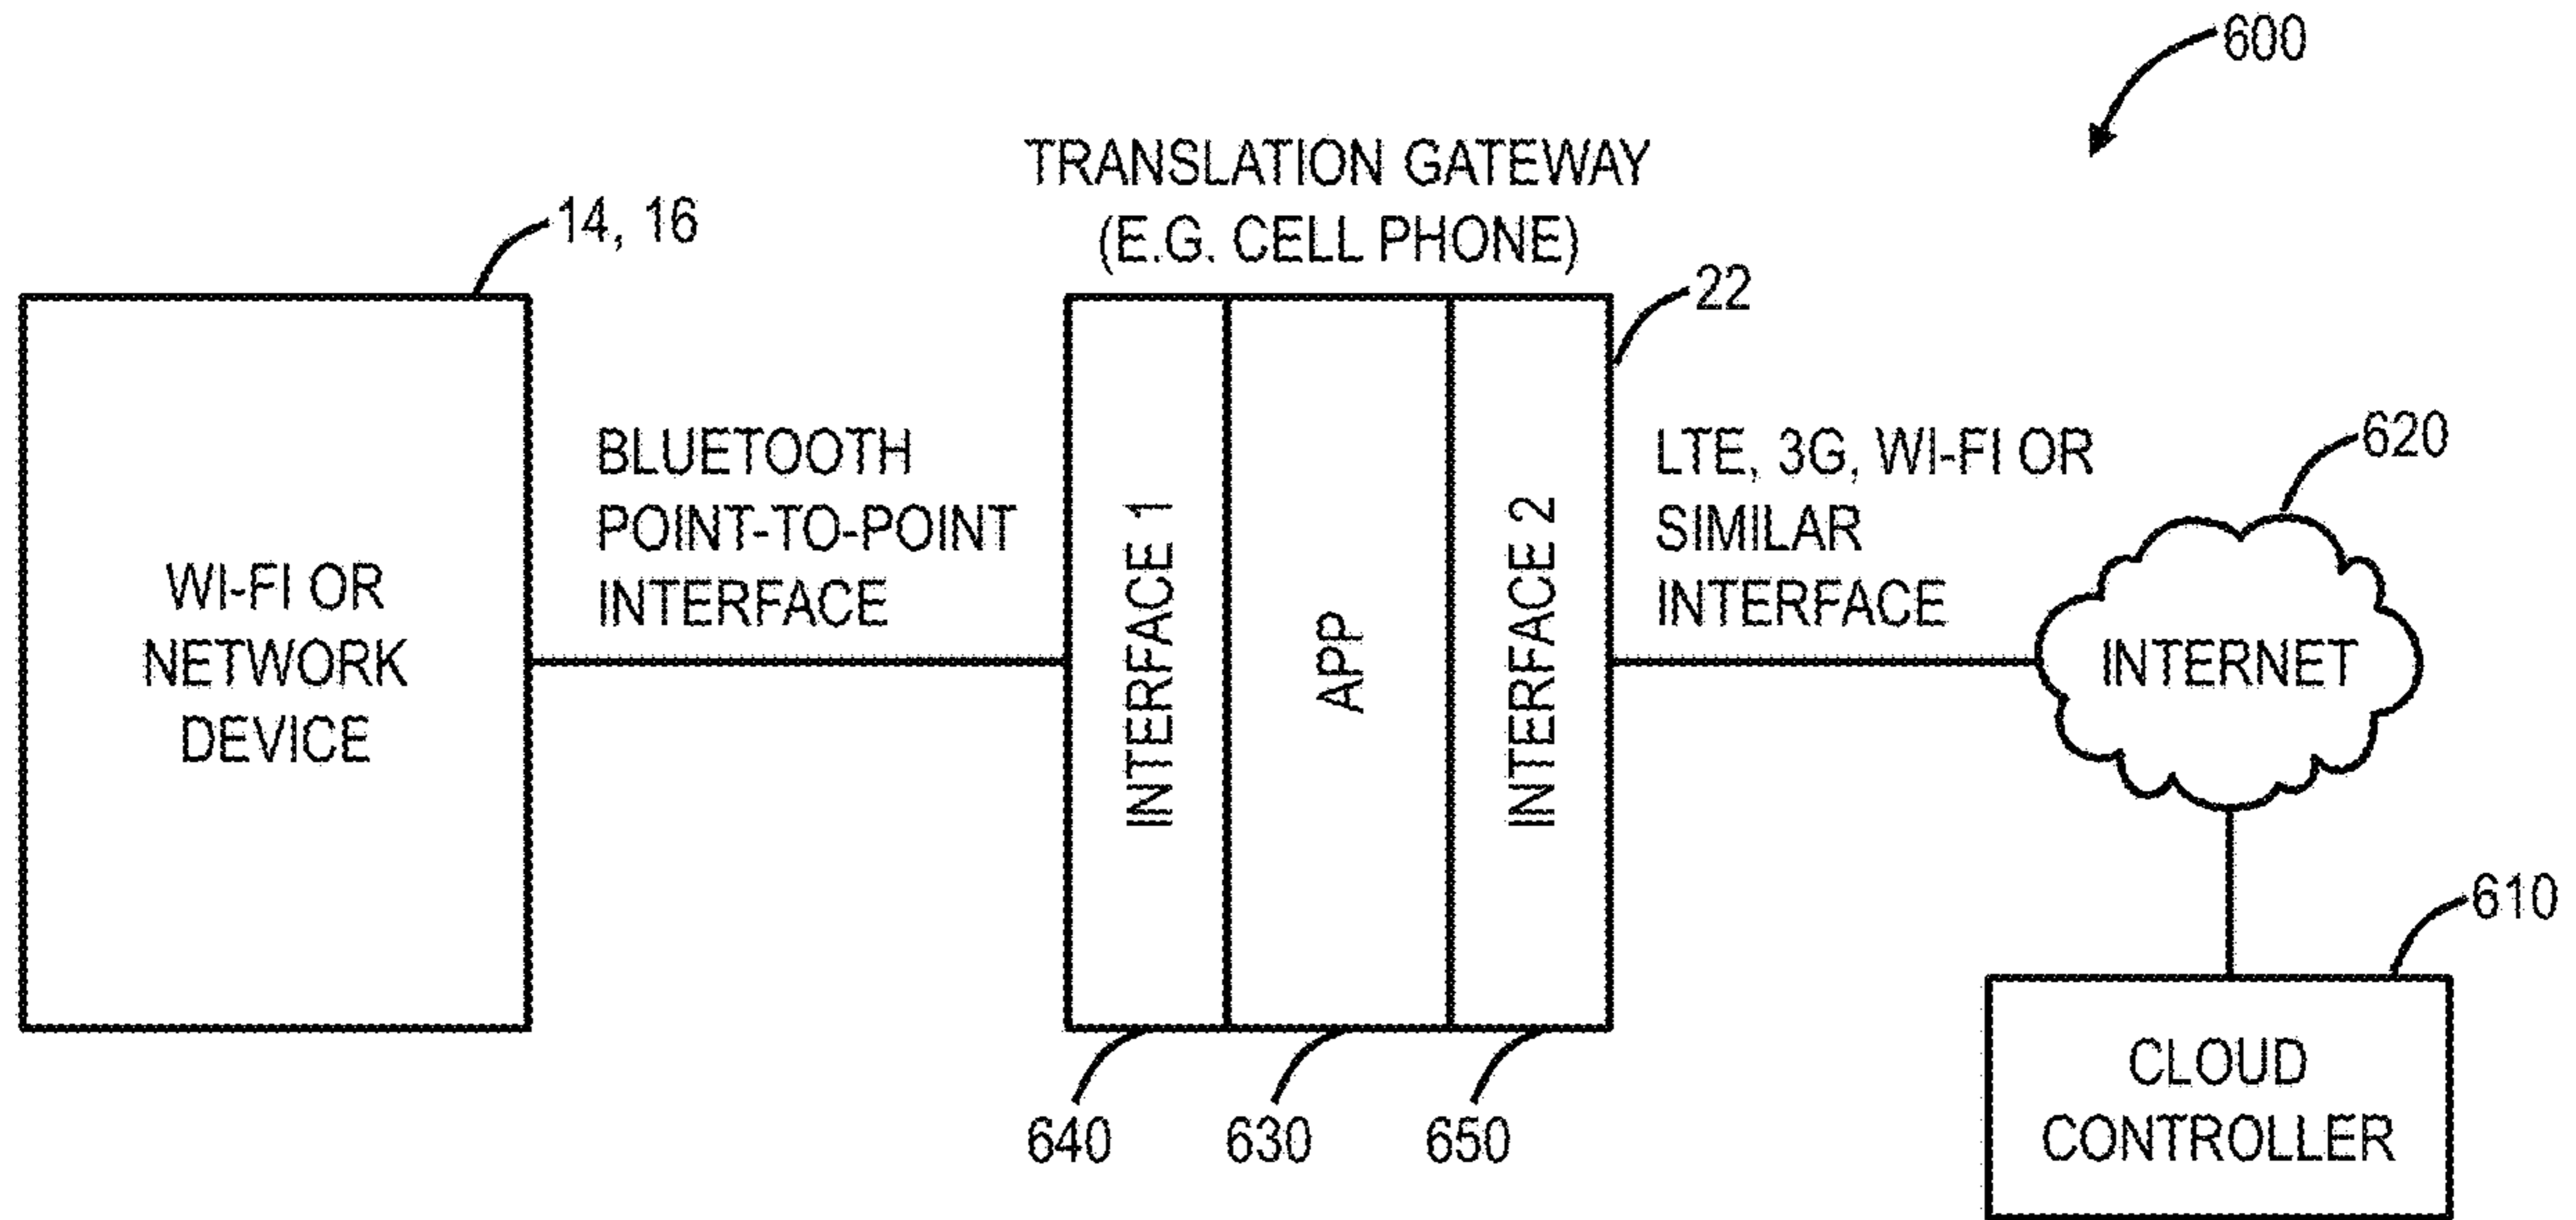 600
TRANSLATION GATEWAY
(E.G. CELL PHONE)
14, 16
22
WI-FI OR
NETWORK
DEVICE
BLUETOOTH
POINT-TO-POINT
INTERFACE
INTERFACE 1
APP
INTERFACE 2
LTE, 3G, WI-FI OR
SIMILAR
INTERFACE
620
INTERNET
610
CLOUD
CONTROLLER
640
630
650